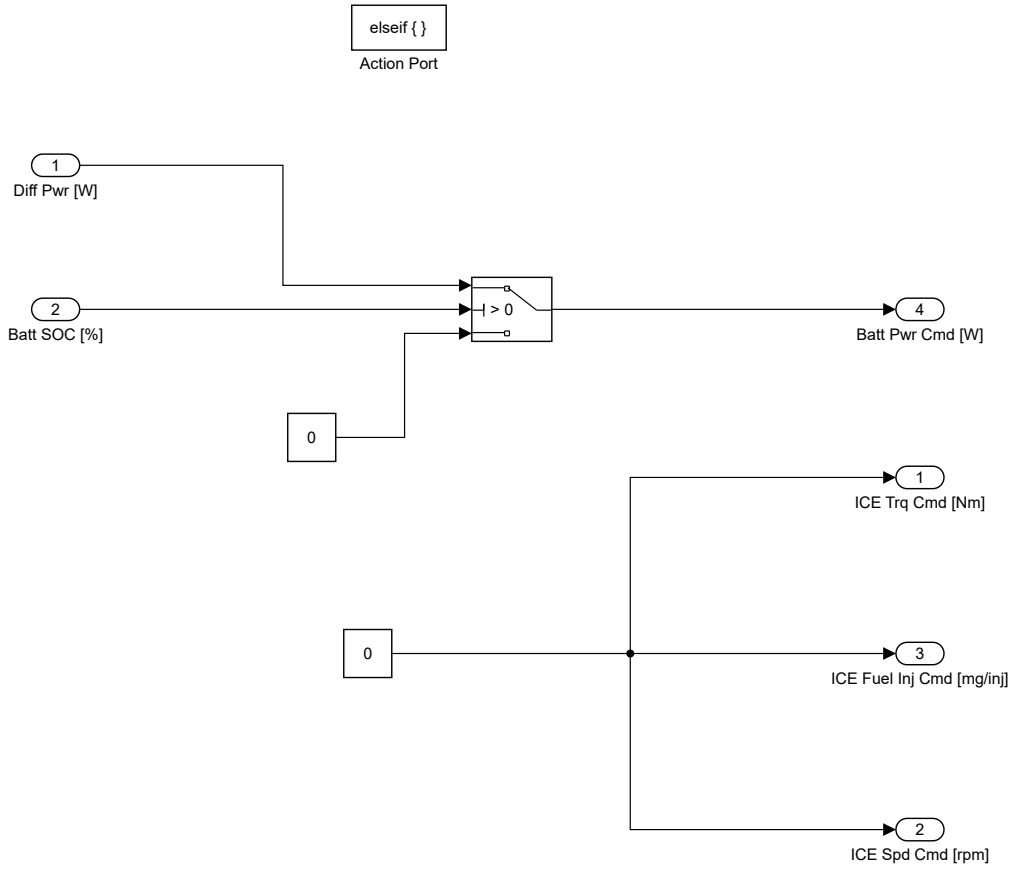 elseif { }
Action Port
1
Diff Pwr [W]
2
Batt SOC [%]
> 0
4
Batt Pwr Cmd [W]
0
1
ICE Trq Cmd [Nm]
0
3
ICE Fuel Inj Cmd [mg/inj]
2
ICE Spd Cmd [rpm]